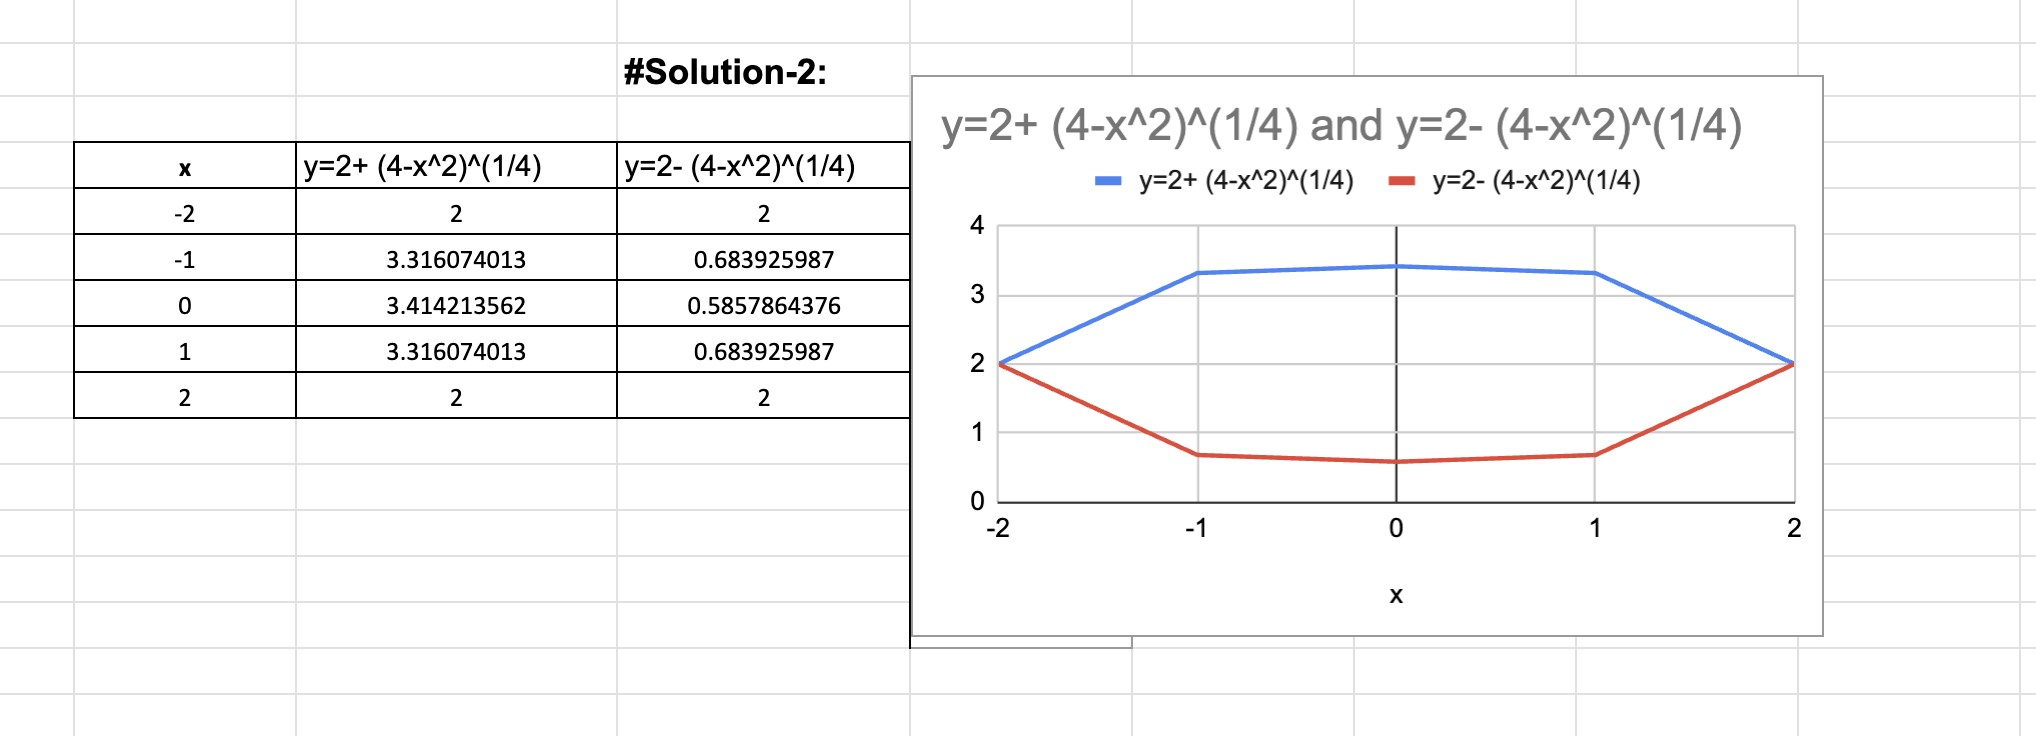 #Solution-2:
x y=2+ (4-x^2)^(1/4) y=2- (4-x^2)^(1/4)
-2 2 2
-1 3.316074013 0.683925987
0 3.414213562 0.5857864376
1 3.316074013 0.683925987
2 2 2
y=2+ (4-x^2)^(1/4) and y=2- (4-x^2)^(1/4)
y=2+ (4-x^2)^(1/4) y=2- (4-x^2)^(1/4)
4
3
2
1
0
-2 -1 0 1 2
x